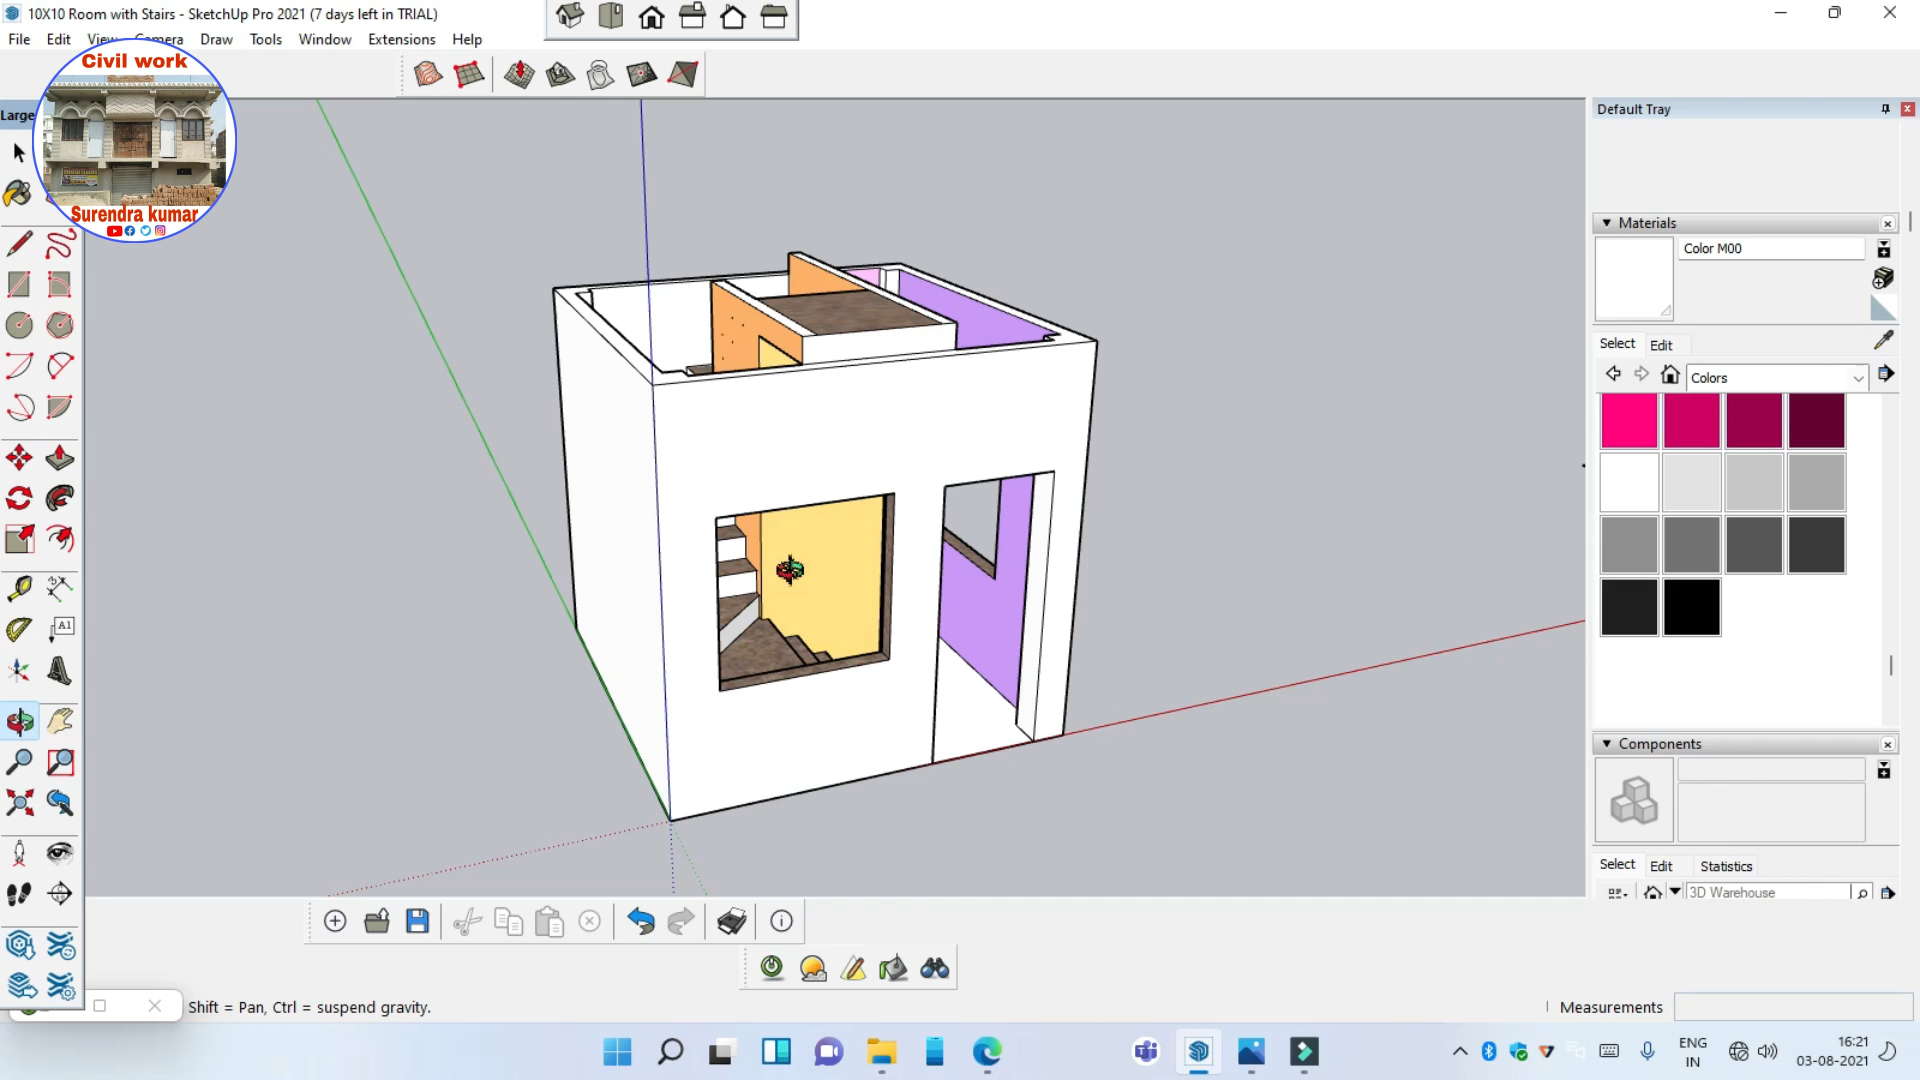 10X10 Room with Stairs - SketchUp Pro 2021 (7 days left in TRIAL)
File Edit View Camera Draw Tools Window Extensions Help
Civil work
Surendra kumar
Large
A1
Default Tray
Materials
Color M00
Select Edit
Colors
Components
Select Edit Statistics
3D Warehouse
Shift = Pan, Ctrl = suspend gravity.
Measurements
ENG
IN
16:21
03-08-2021